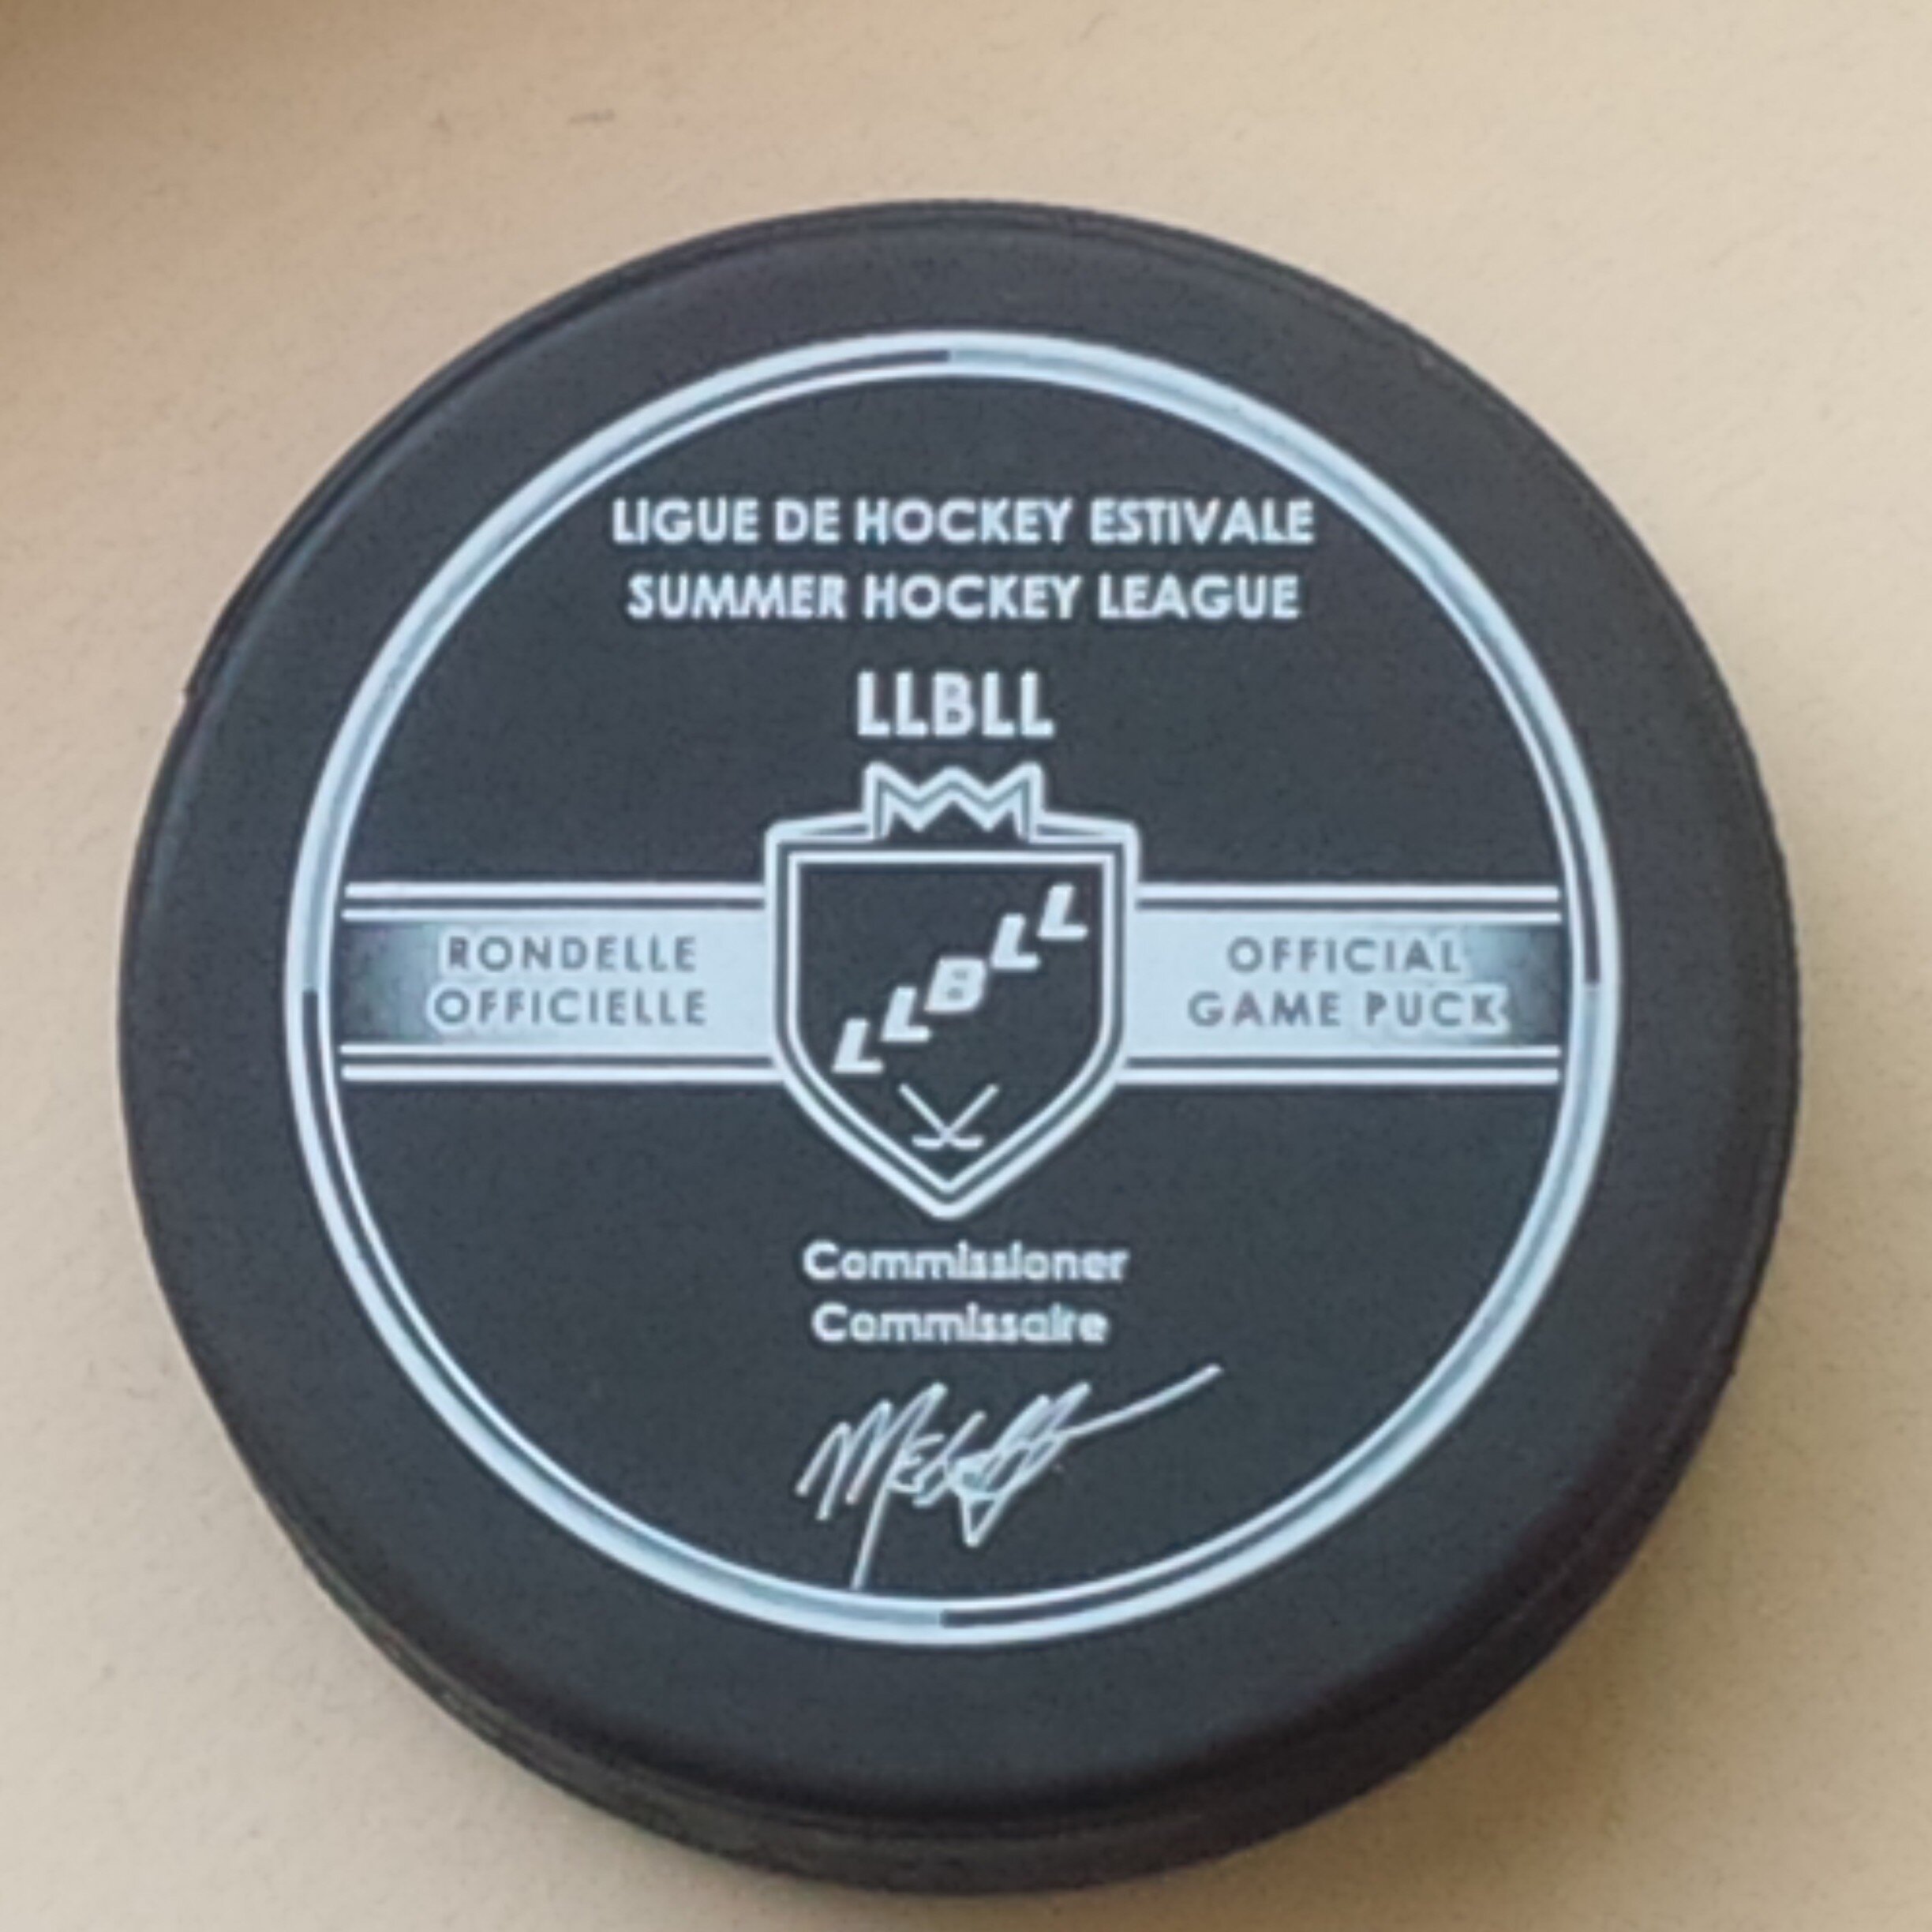 LIGUE DE HOCKEY ESTIVALE
SUMMER HOCKEY LEAGUE
LLBLL
RONDELLE
OFFICIELLE
LLBLL
OFFICIAL
GAME PUCK
Commissioner
Commissaire